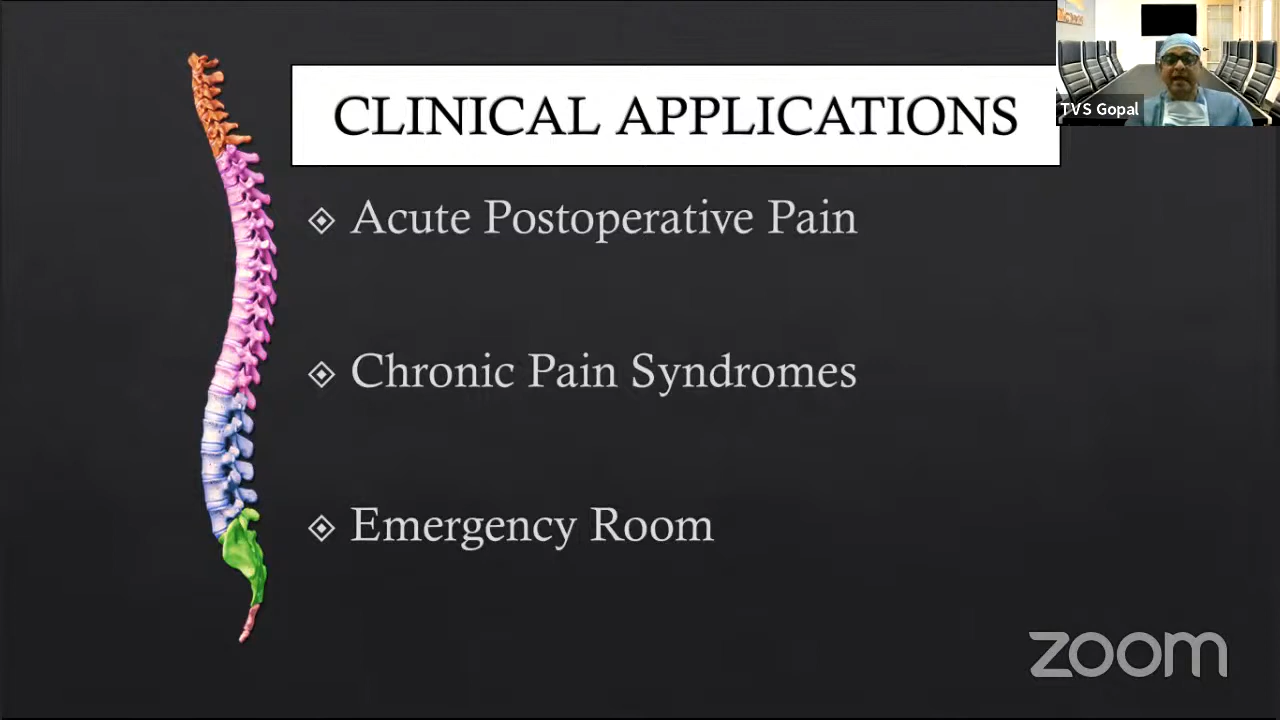 CLINICAL APPLICATIONS
TVS Gopal
Acute Postoperative Pain
Chronic Pain Syndromes
Emergency Room
zoom